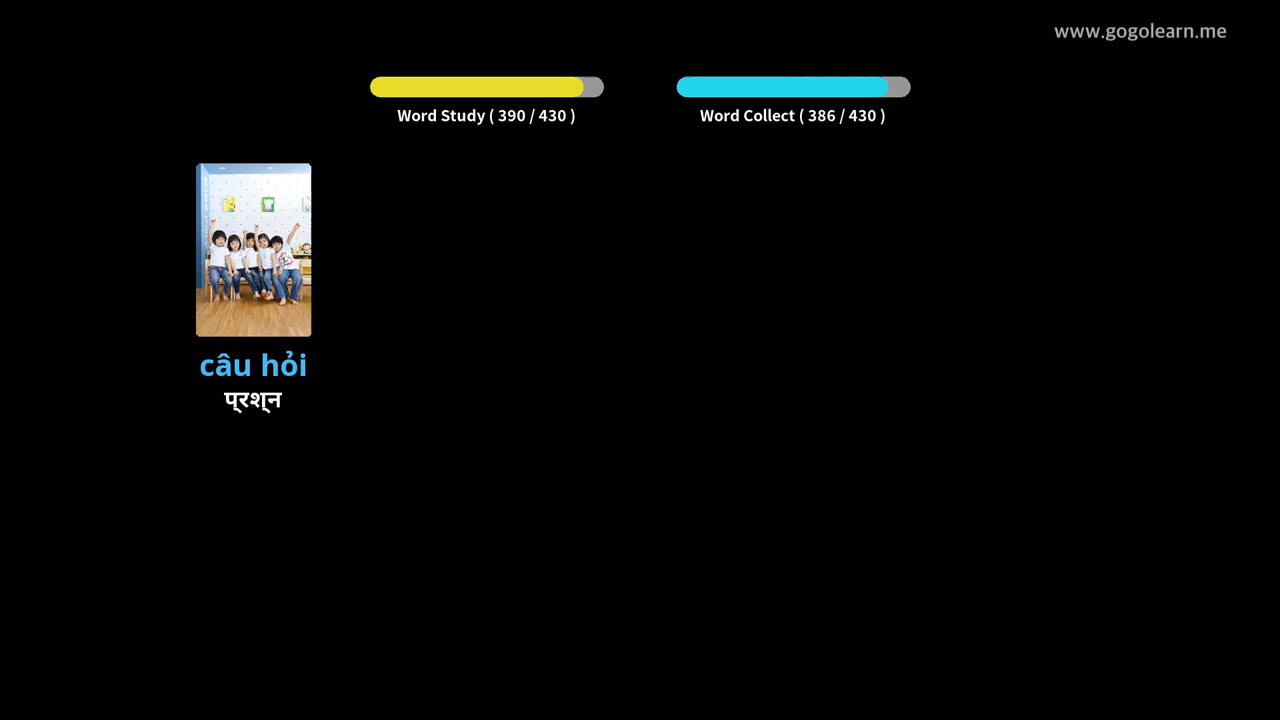 www.gogolearn.me
Word Study ( 390 / 430 )
Word Collect ( 386 / 430 )
câu hỏi
प्रश्न